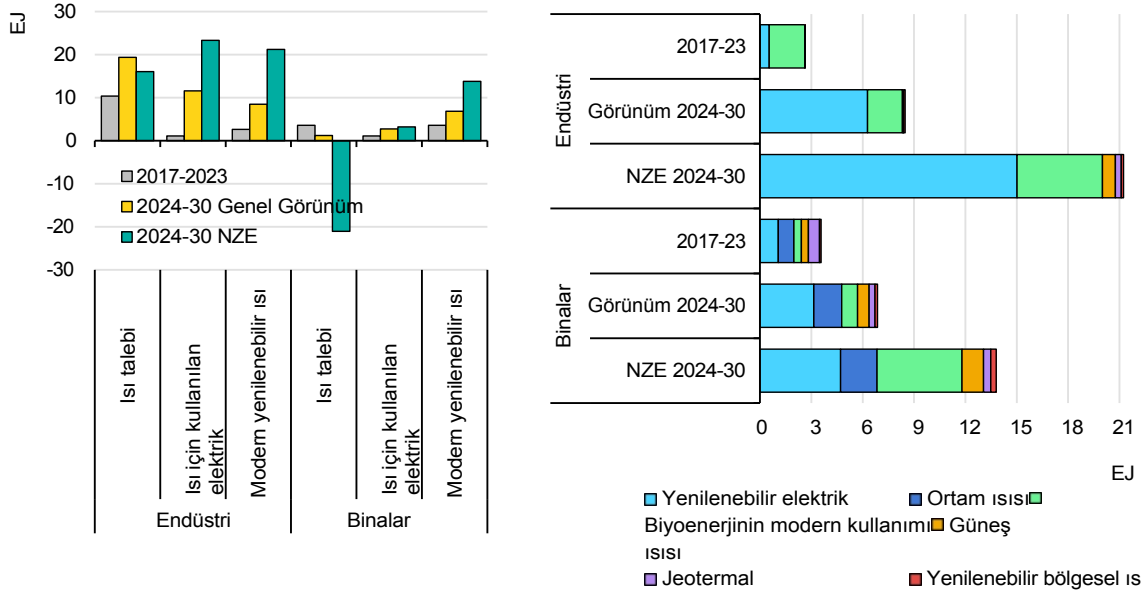 EJ
30
20
10
0
-10
-20
-30
2017-2023
2024-30 Genel Görünüm
2024-30 NZE
Isı talebi
Isı için kullanılan
elektrik
Modem yenilenebilir ısı
Isı talebi
Isı için kullanılan
elektrik
Modem yenilenebilir ısı
Endüstri
Binalar
Endüstri
2017-23
Görünüm 2024-30
NZE 2024-30
Binalar
2017-23
Görünüm 2024-30
NZE 2024-30
0 3 6 9 12 15 18 21
EJ
Yenilenebilir elektrik Ortam ısısı
Biyoenerjinin modern kullanımı Güneş
ısısı
Jeotermal Yenilenebilir bölgesel ıs